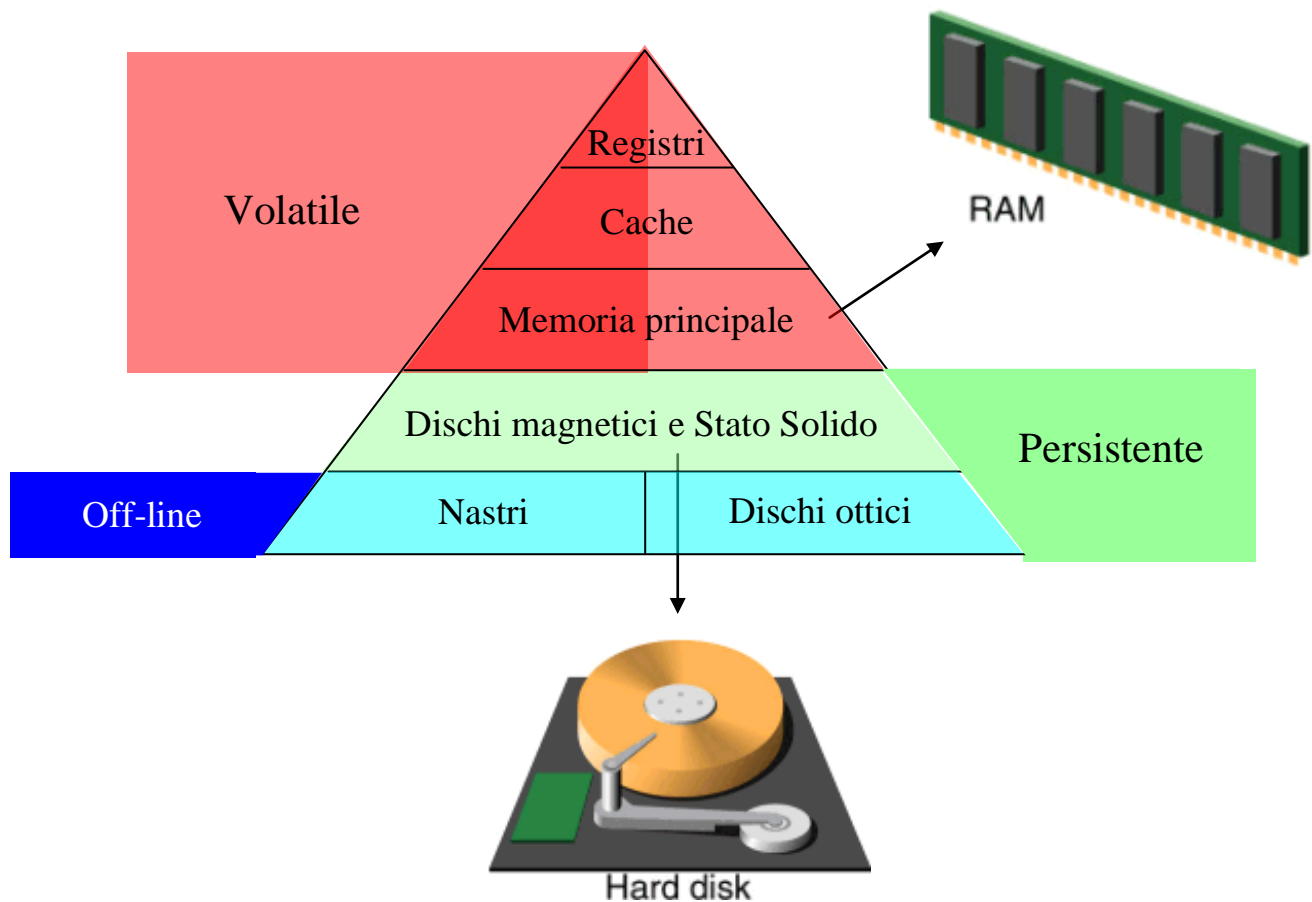 Registri
Volatile
Cache
RAM
Memoria principale
Dischi magnetici e Stato Solido
Persistente
Off-line
Nastri
Dischi ottici
Hard disk